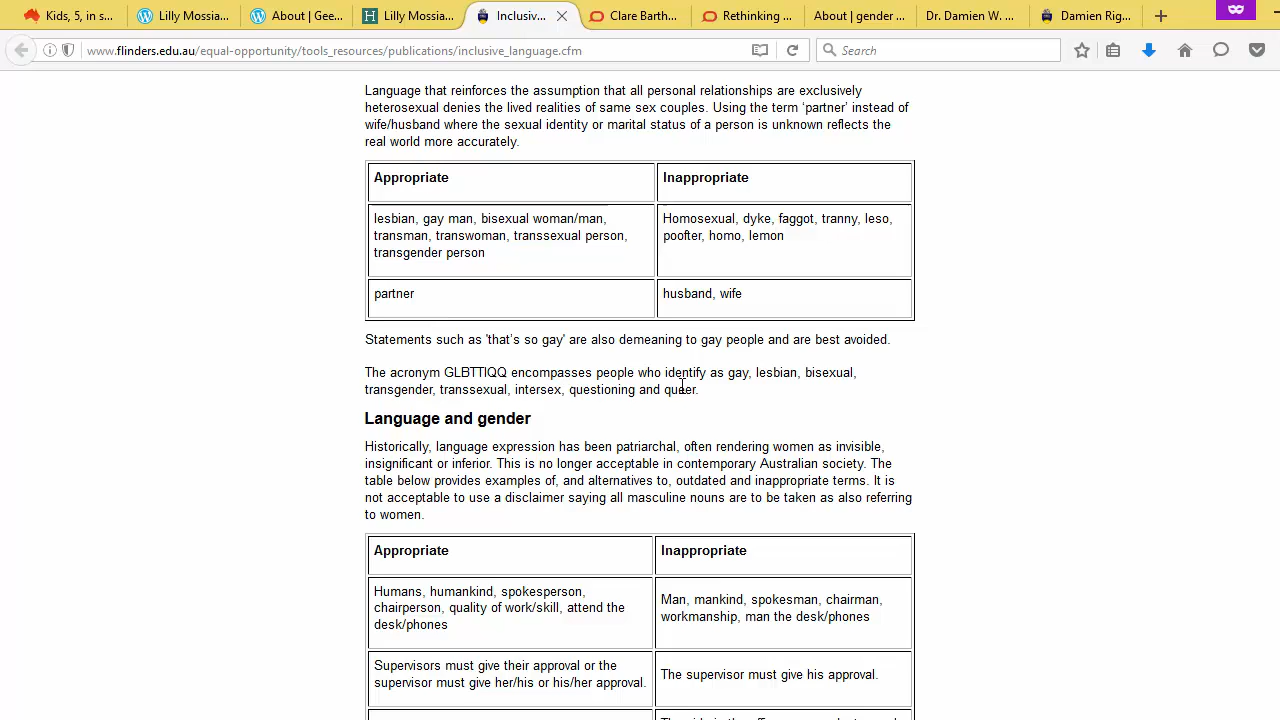 Kids, 5, in s...
Lilly Mossia...
About | Gee...
Lilly Mossia...
Inclusiv...
Clare Barth...
Rethinking ...
About | gender ...
Dr. Damien W. ...
Damien Rig...
www.flinders.edu.au/equal-opportunity/tools_resources/publications/inclusive_language.cfm
Search
Language that reinforces the assumption that all personal relationships are exclusively
heterosexual denies the lived realities of same sex couples. Using the term ‘partner’ instead of
wife/husband where the sexual identity or marital status of a person is unknown reflects the
real world more accurately.
Appropriate
Inappropriate
lesbian, gay man, bisexual woman/man,
transman, transwoman, transsexual person,
transgender person
Homosexual, dyke, faggot, tranny, leso,
poofter, homo, lemon
partner
husband, wife
Statements such as 'that’s so gay' are also demeaning to gay people and are best avoided.
The acronym GLBTTIQQ encompasses people who identify as gay, lesbian, bisexual,
transgender, transsexual, intersex, questioning and queer.
Language and gender
Historically, language expression has been patriarchal, often rendering women as invisible,
insignificant or inferior. This is no longer acceptable in contemporary Australian society. The
table below provides examples of, and alternatives to, outdated and inappropriate terms. It is
not acceptable to use a disclaimer saying all masculine nouns are to be taken as also referring
to women.
Appropriate
Inappropriate
Humans, humankind, spokesperson,
chairperson, quality of work/skill, attend the
desk/phones
Man, mankind, spokesman, chairman,
workmanship, man the desk/phones
Supervisors must give their approval or the
supervisor must give her/his or his/her approval.
The supervisor must give his approval.